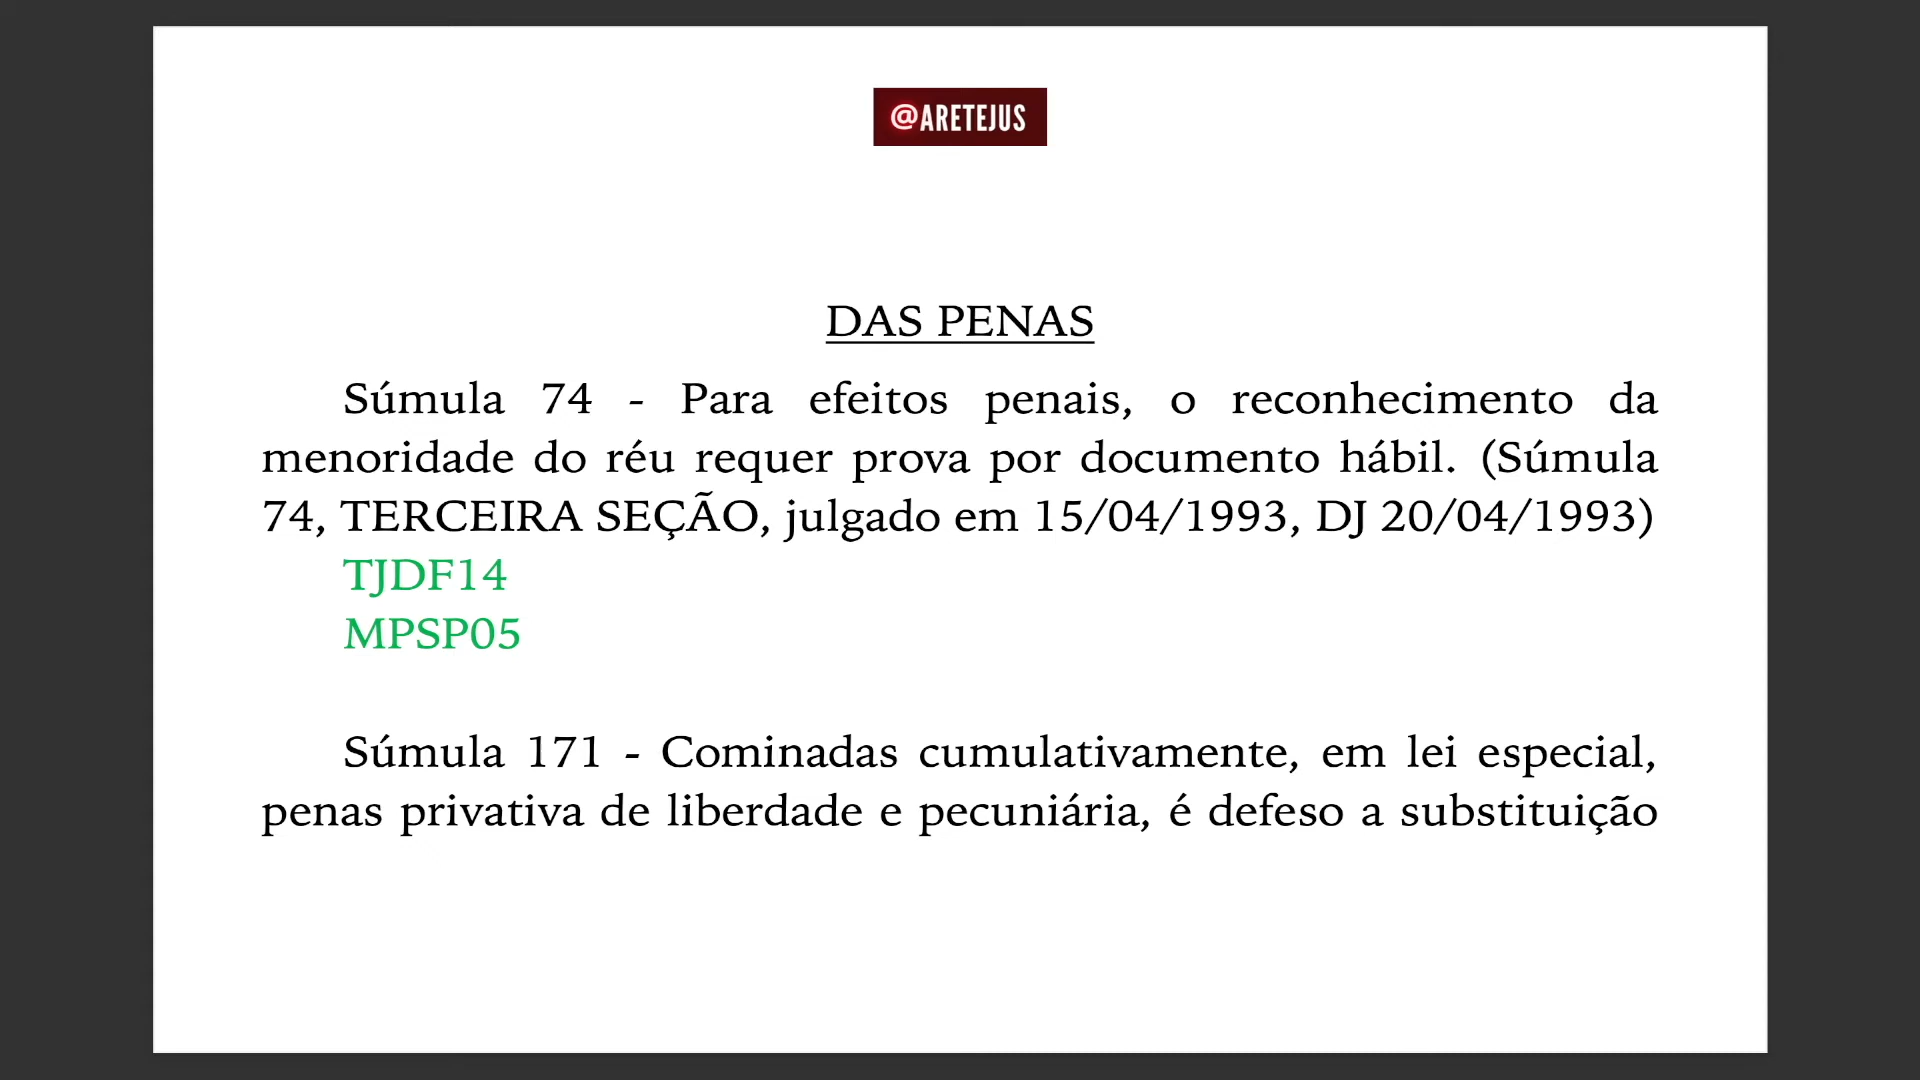 @ARETEJUS
DAS PENAS
Súmula 74 - Para efeitos penais, o reconhecimento da
menoridade do réu requer prova por documento hábil. (Súmula
74, TERCEIRA SEÇÃO, julgado em 15/04/1993, DJ 20/04/1993)
TJDF14
MPSP05
Súmula 171 - Cominadas cumulativamente, em lei especial,
penas privativa de liberdade e pecuniária, é defeso a substituição